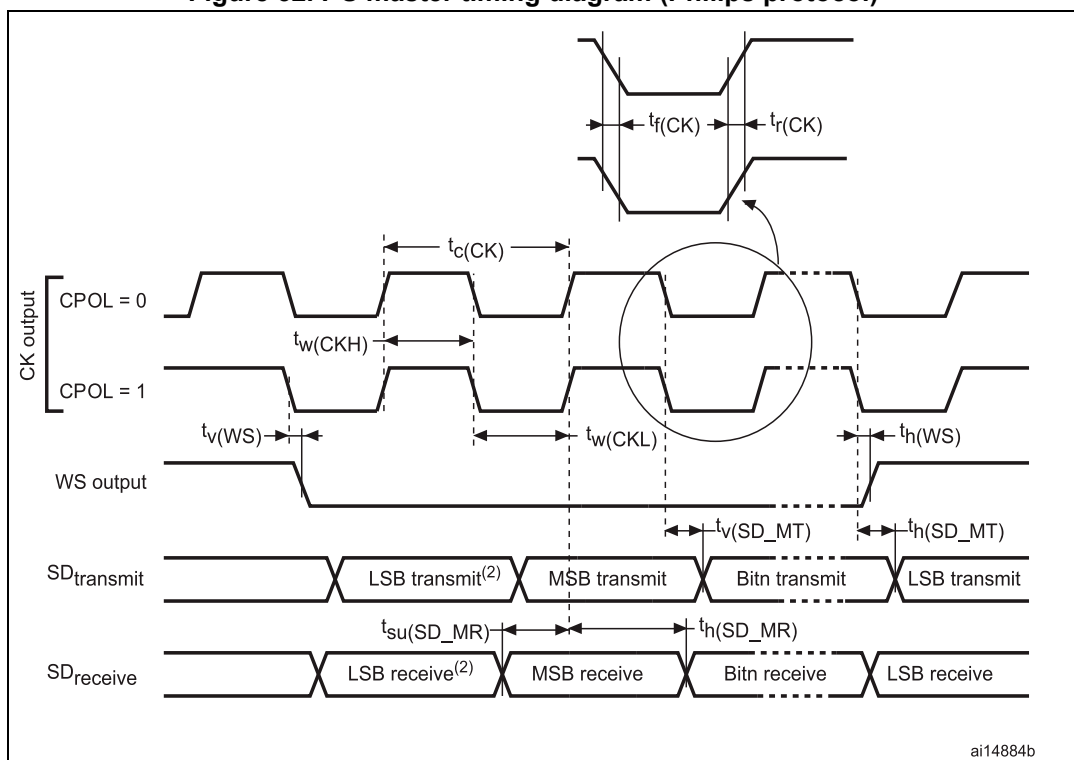 tf(CK)
tr(CK)
tc(CK)
CK output
CPOL = 0
tw(CKH)
CPOL = 1
tv(WS)
tw(CKL)
th(WS)
WS output
tv(SD_MT)
th(SD_MT)
SDtransmit
LSB transmit(2)
MSB transmit
Bitn transmit
LSB transmit
tsu(SD_MR)
th(SD_MR)
SDreceive
LSB receive(2)
MSB receive
Bitn receive
LSB receive
ai14884b